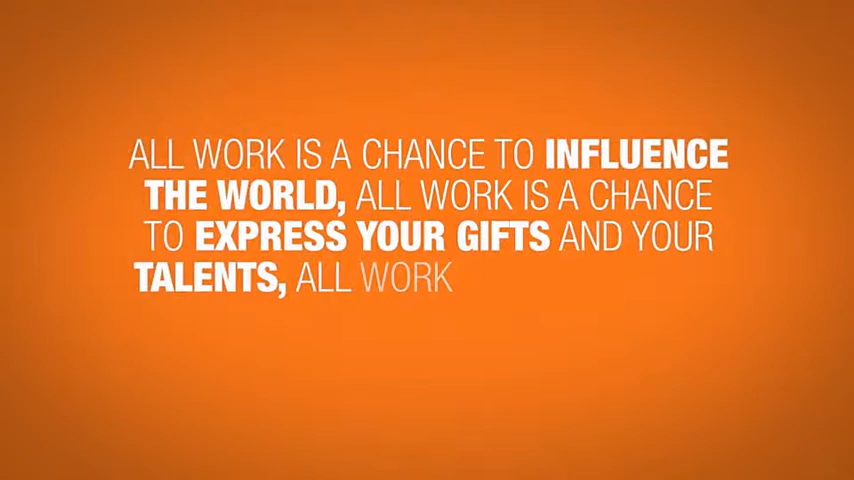 ALL WORK IS A CHANCE TO INFLUENCE
THE WORLD, ALL WORK IS A CHANCE
TO EXPRESS YOUR GIFTS AND YOUR
TALENTS, ALL WORK